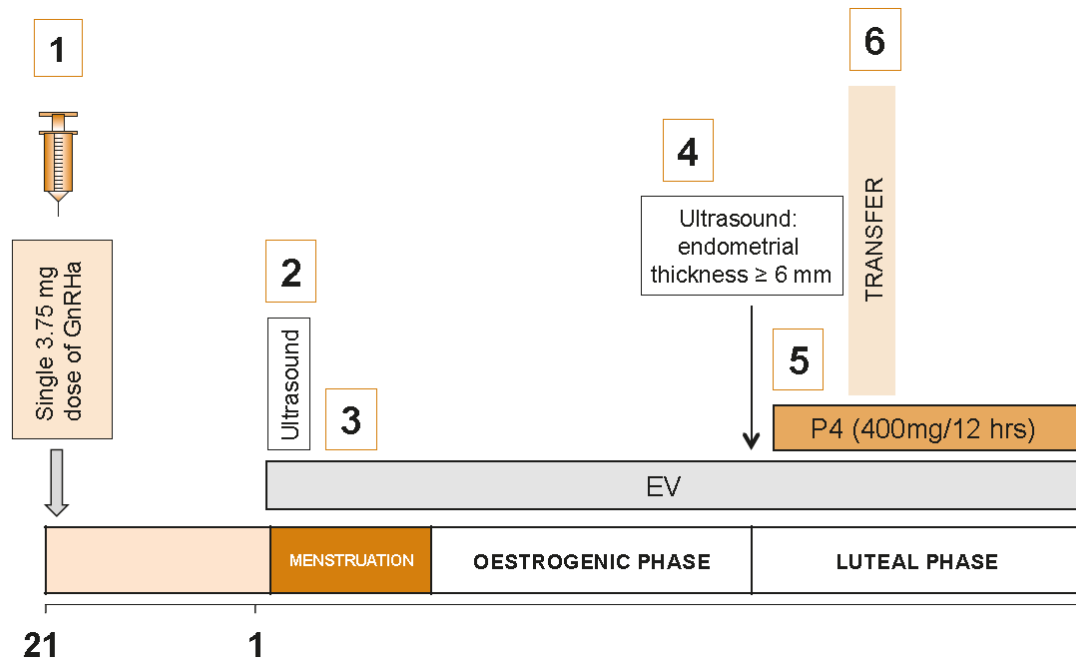 1
Single 3.75 mg
dose of GnRHa
2
Ultrasound
3
4
Ultrasound:
endometrial
thickness ≥ 6 mm
5
6
TRANSFER
P4 (400mg/12 hrs)
EV
MENSTRUATION
OESTROGENIC PHASE
LUTEAL PHASE
21
1